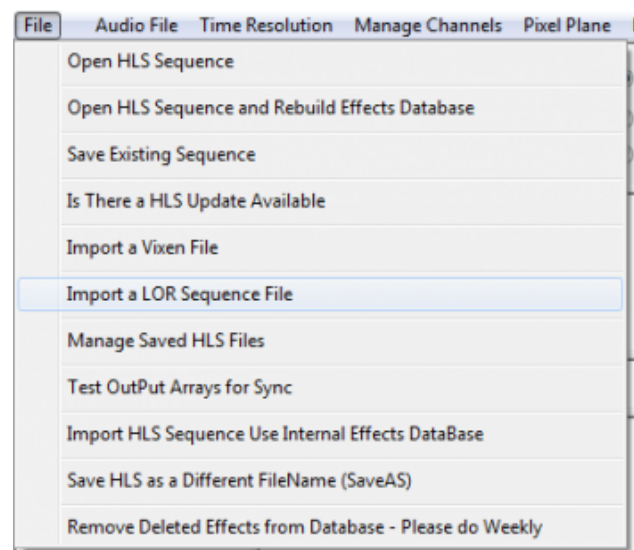 File Audio File Time Resolution Manage Channels Pixel Plane
Open HLS Sequence
Open HLS Sequence and Rebuild Effects Database
Save Existing Sequence
Is There a HLS Update Available
Import a Vixen File
Import a LOR Sequence File
Manage Saved HLS Files
Test OutPut Arrays for Sync
Import HLS Sequence Use Internal Effects DataBase
Save HLS as a Different FileName (SaveAS)
Remove Deleted Effects from Database - Please do Weekly